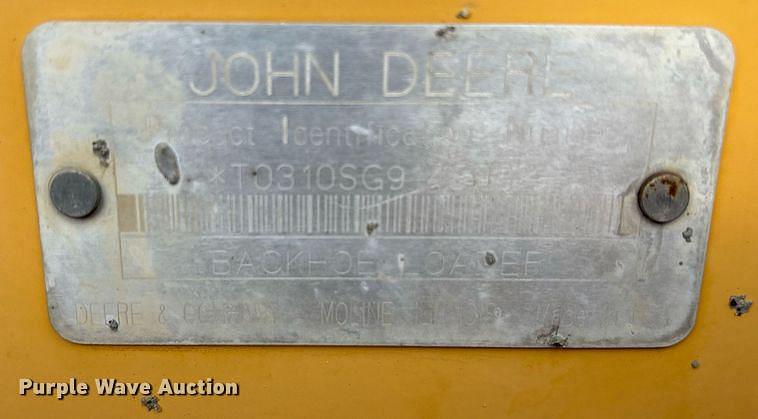 JOHN DEERE
Product Identification Number
*T0310SG9
BACKHOE LOADER
DEERE & COMPANY MOLINE
Purple Wave Auction